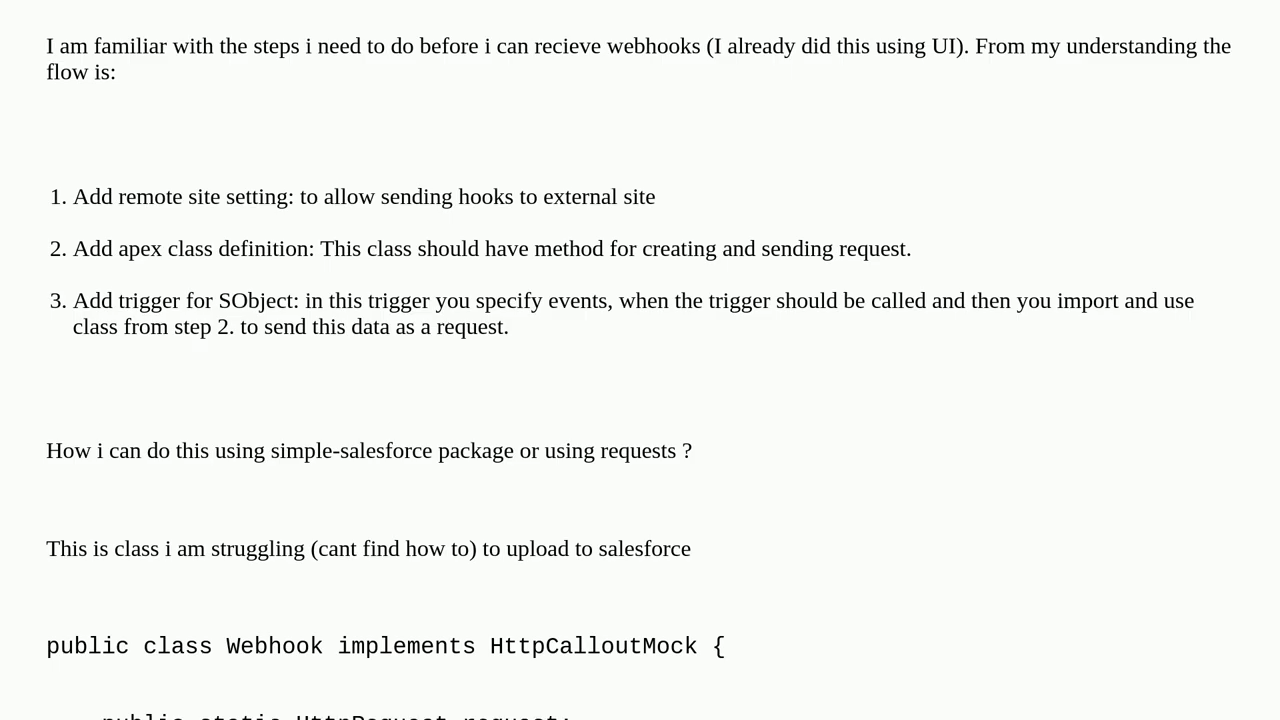 I am familiar with the steps i need to do before i can recieve webhooks (I already did this using UI). From my understanding the
flow is:
1. Add remote site setting: to allow sending hooks to external site
2. Add apex class definition: This class should have method for creating and sending request.
3. Add trigger for SObject: in this trigger you specify events, when the trigger should be called and then you import and use
class from step 2. to send this data as a request.
How i can do this using simple-salesforce package or using requests ?
This is class i am struggling (cant find how to) to upload to salesforce
public class Webhook implements HttpCalloutMock {
public static HttpRequest request;